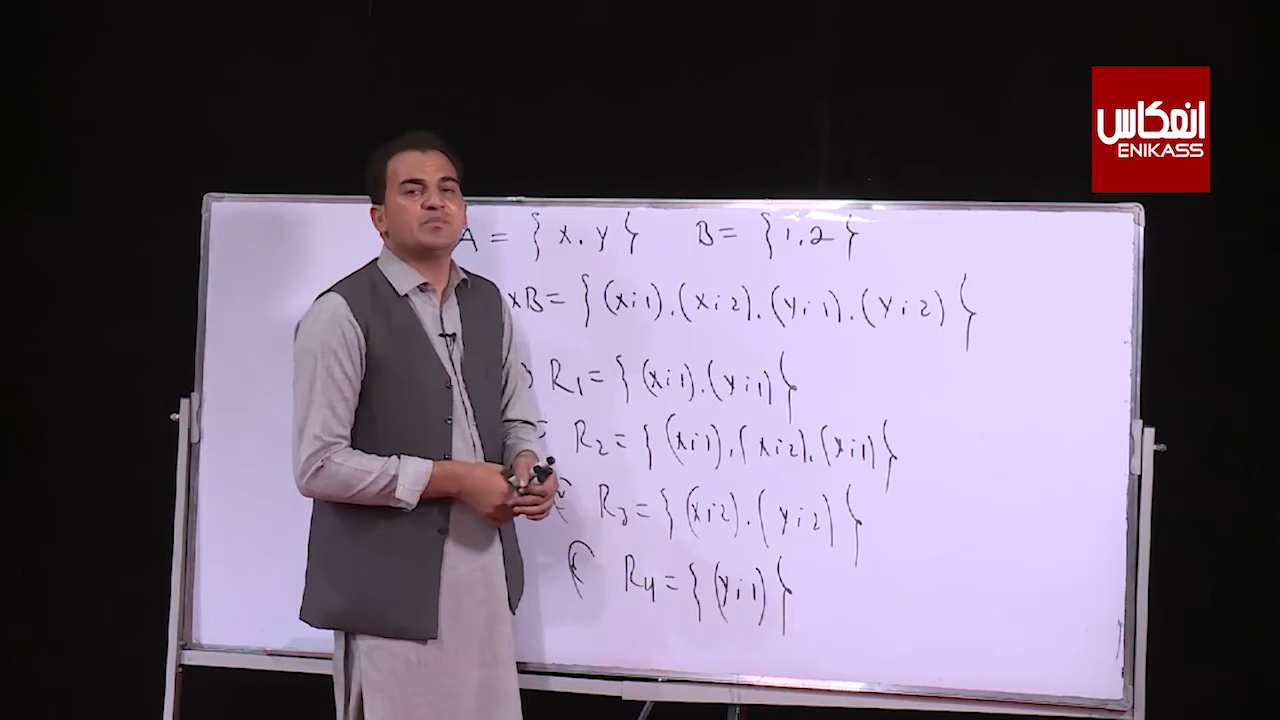 انعکاس
ENIKASS
A = { x . y } B = { 1 . 2 }
xB = { (x ; 1) . (x ; 2) . (y ; 1) . (y ; 2) }
R₁ = { (x ; 1) . (y ; 1) }
R₂ = { (x ; 1) . (x ; 2) . (x ; 1) }
R₃ = { (x ; 2) . (y ; 2) }
R₄ = { (y ; 1) }